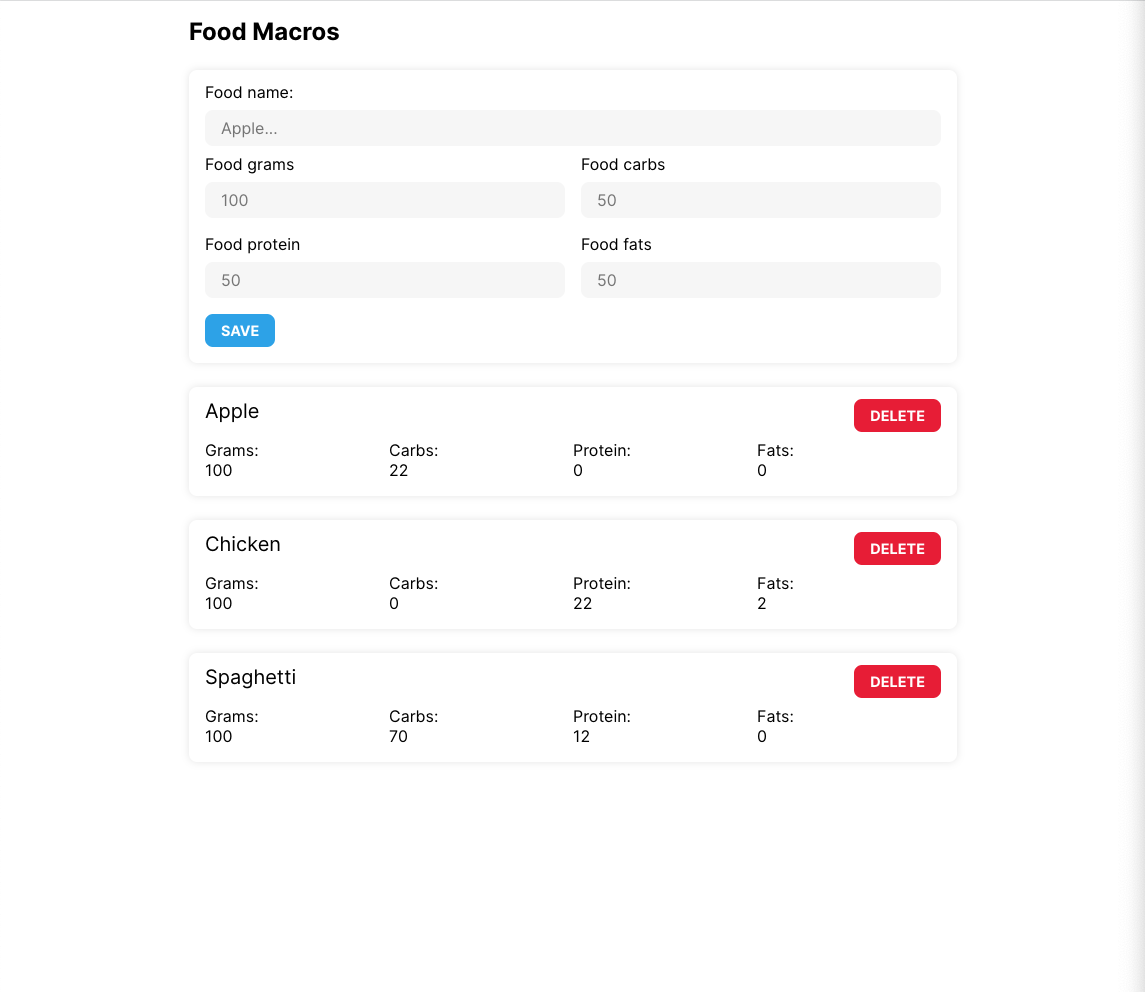 Food Macros
Food name:
Apple...
Food grams Food carbs
100 50
Food protein Food fats
50 50
SAVE
Apple DELETE
Grams: Carbs: Protein: Fats:
100 22 0 0
Chicken DELETE
Grams: Carbs: Protein: Fats:
100 0 22 2
Spaghetti DELETE
Grams: Carbs: Protein: Fats:
100 70 12 0